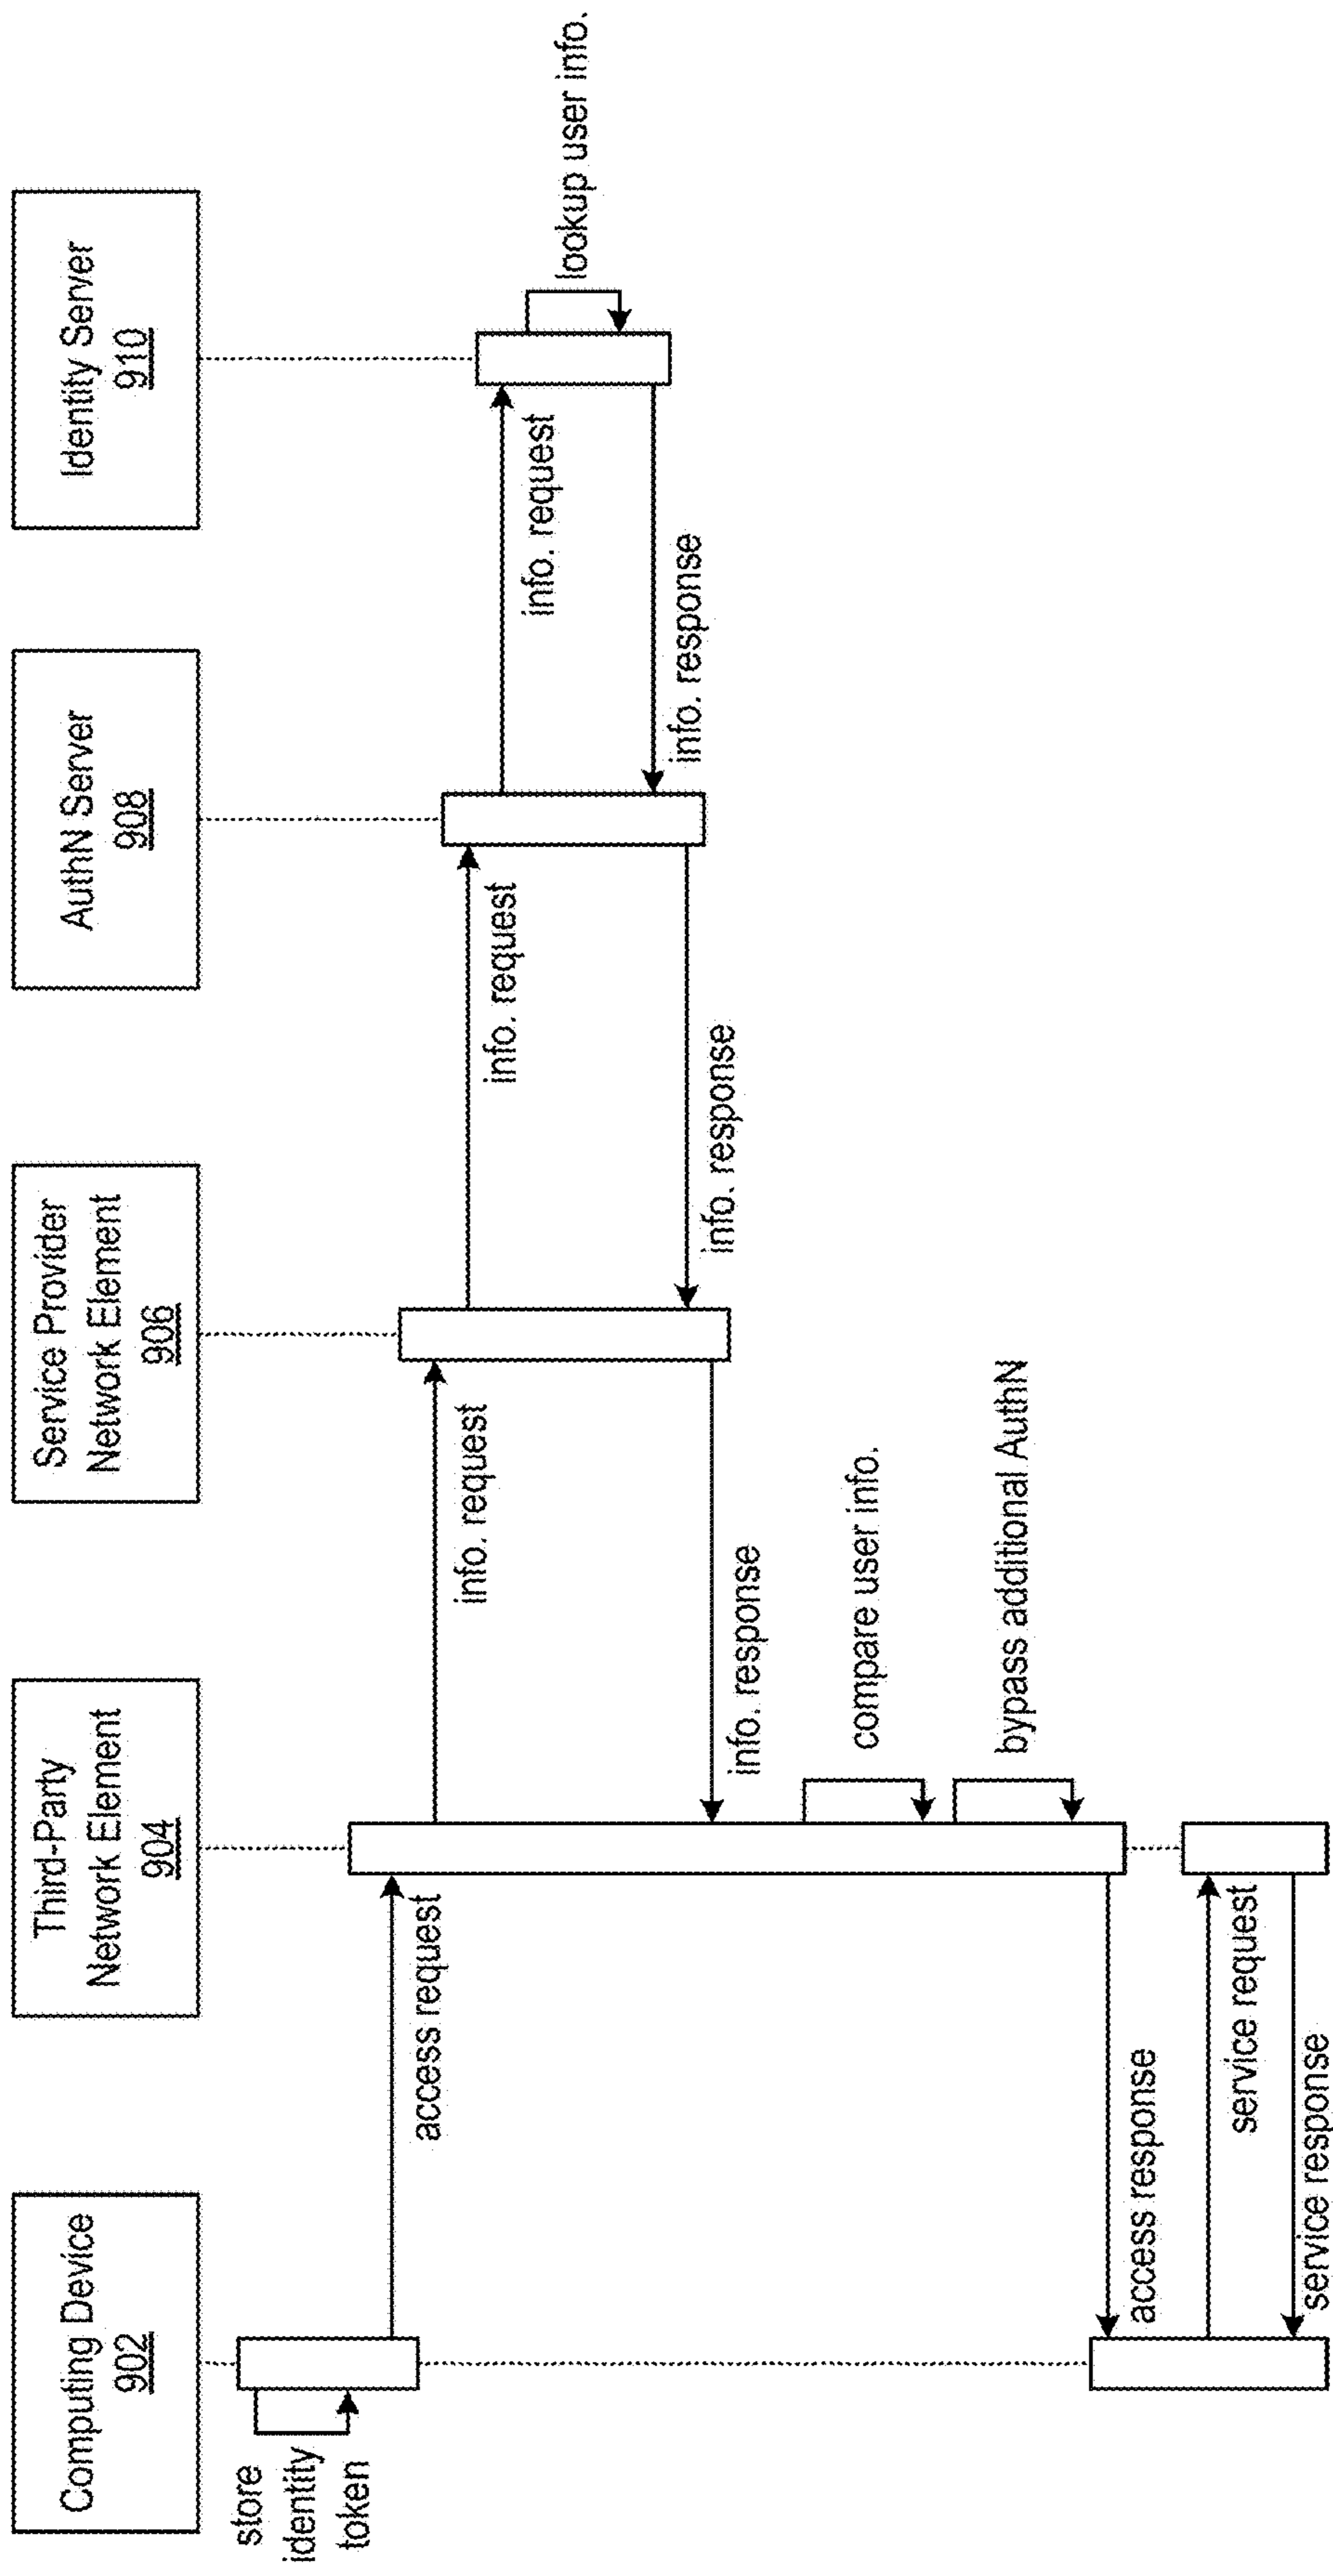 Computing Device
902
Third-Party
Network Element
904
Service Provider
Network Element
906
AuthN Server
908
Identity Server
910
store
identity
token
access request
info. request
info. request
info. request
lookup user info.
info. response
info. response
info. response
compare user info.
bypass additional AuthN
access response
service request
service response